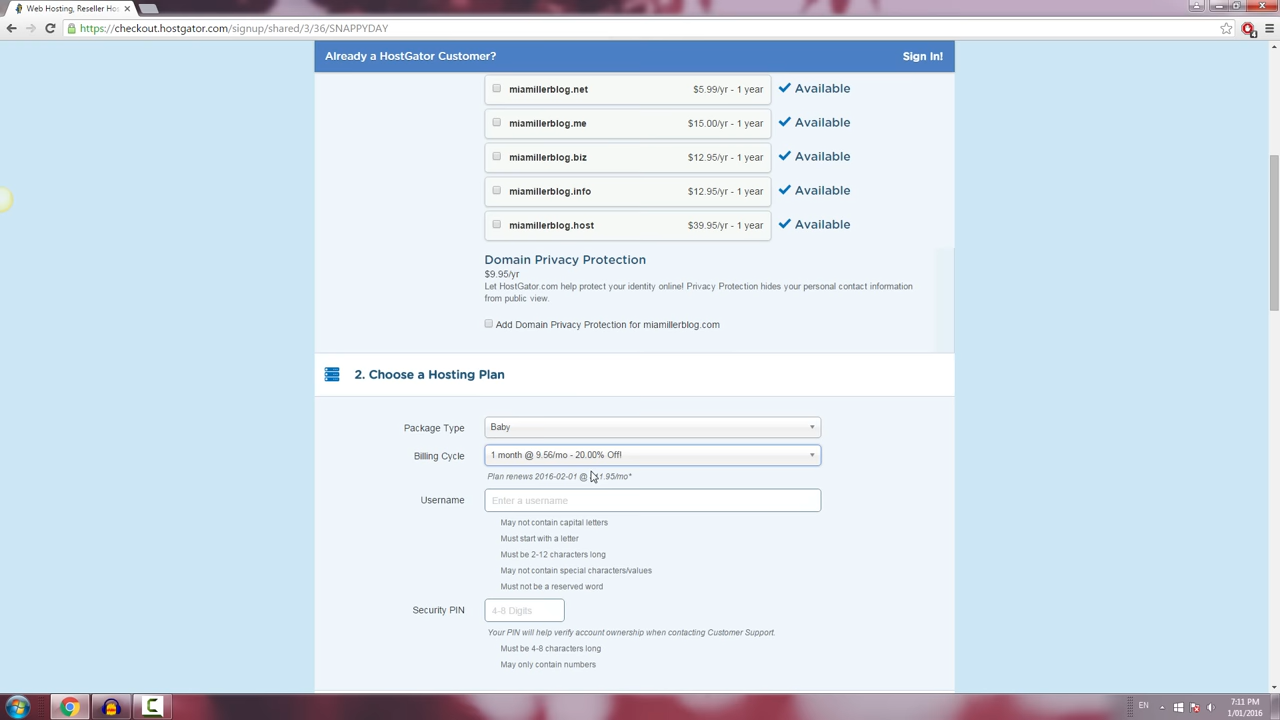 Web Hosting, Reseller Hos
https://checkout.hostgator.com/signup/shared/3/36/SNAPPYDAY
Already a HostGator Customer?
Sign In!
miamillerblog.net $5.99/yr - 1 year Available
miamillerblog.me $15.00/yr - 1 year Available
miamillerblog.biz $12.95/yr - 1 year Available
miamillerblog.info $12.95/yr - 1 year Available
miamillerblog.host $39.95/yr - 1 year Available
Domain Privacy Protection
$9.95/yr
Let HostGator.com help protect your identity online! Privacy Protection hides your personal contact information
from public view.
Add Domain Privacy Protection for miamillerblog.com
2. Choose a Hosting Plan
Package Type Baby
Billing Cycle 1 month @ 9.56/mo - 20.00% Off!
Plan renews 2016-02-01 @
Username Enter a username
May not contain capital letters
Must start with a letter
Must be 2-12 characters long
May not contain special characters/values
Must not be a reserved word
Security PIN 4-8 Digits
Your PIN will help verify account ownership when contacting Customer Support.
Must be 4-8 characters long
May only contain numbers
EN
7:11 PM
1/01/2016